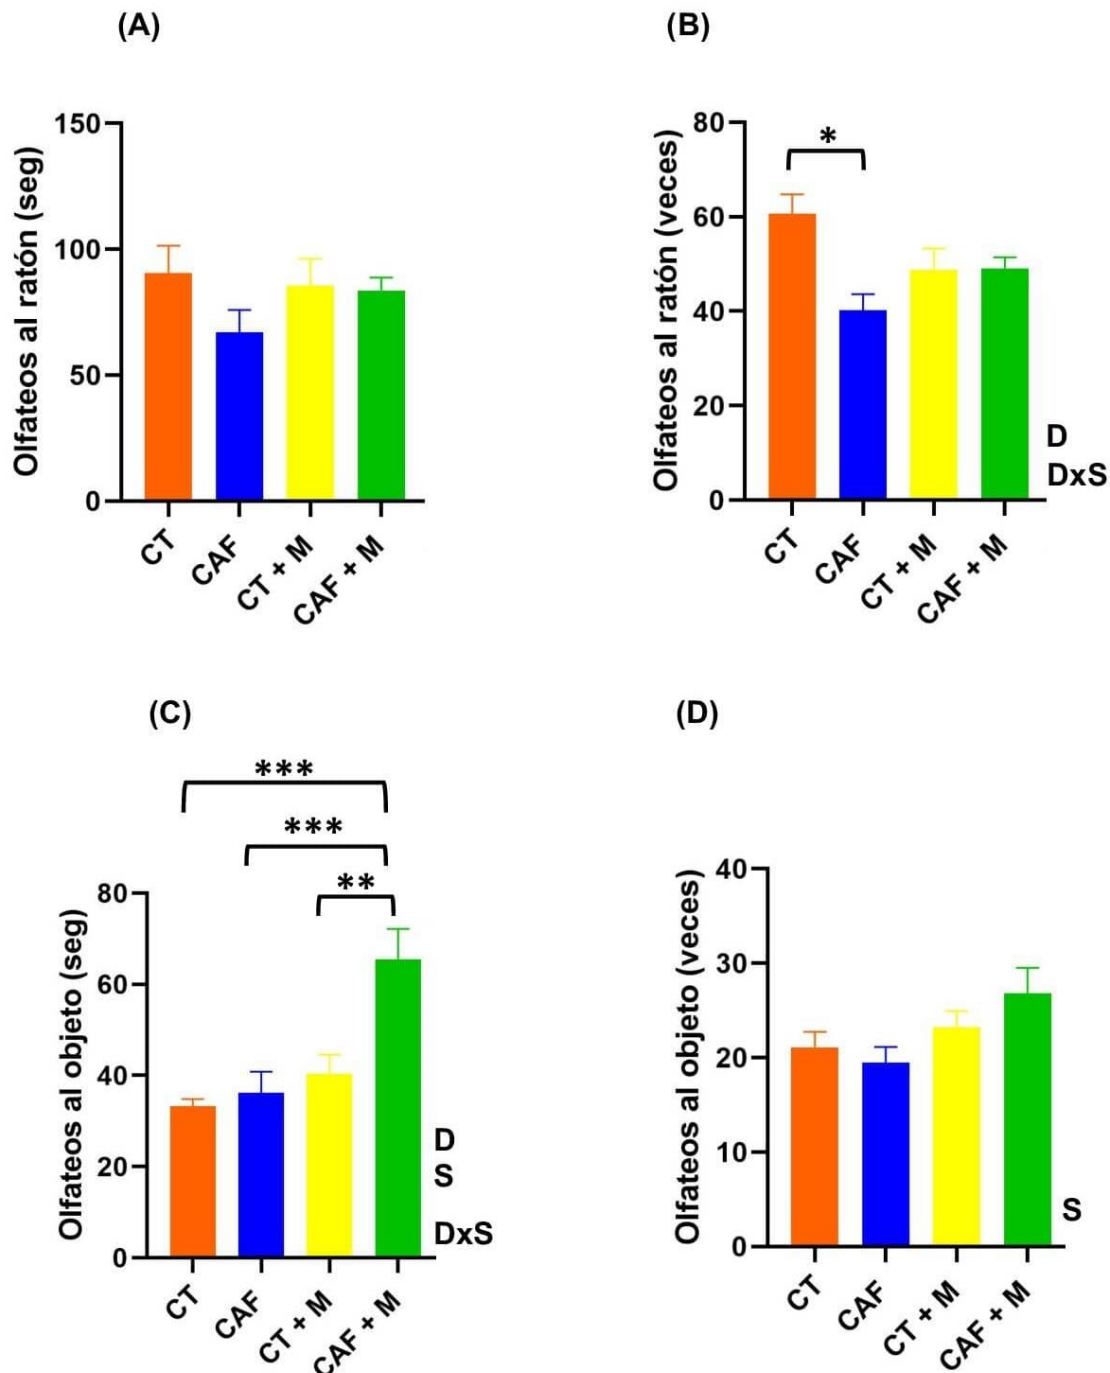 (A)
150
100
50
0
Olfateos al ratón (seg)
CT
CAF
CT + M
CAF + M
(B)
80
60
40
20
0
Olfateos al ratón (veces)
*
D
DxS
CT
CAF
CT + M
CAF + M
(C)
***
***
**
80
60
40
20
0
Olfateos al objeto (seg)
D
S
DxS
CT
CAF
CT + M
CAF + M
(D)
40
30
20
10
0
Olfateos al objeto (veces)
S
CT
CAF
CT + M
CAF + M